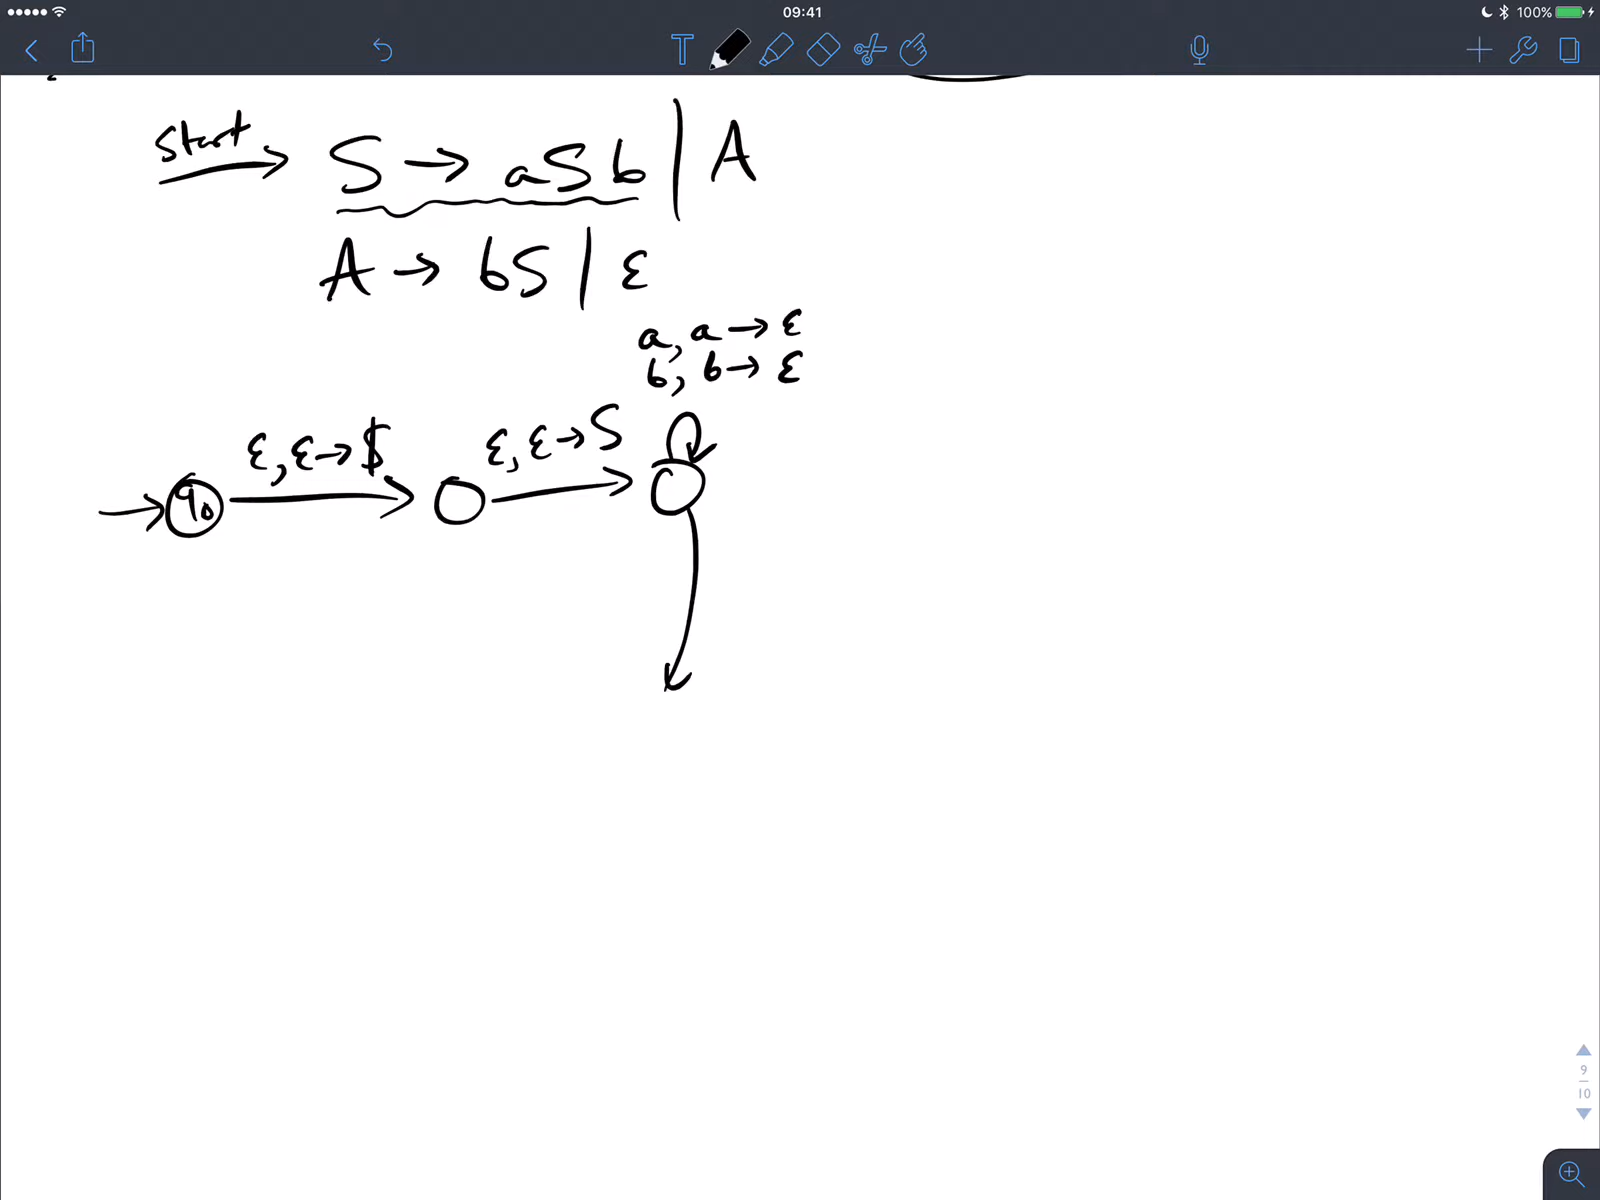 09:41
100%
T
start
S → aSb | A
A → bS | ε
a, a → ε
b, b → ε
ε, ε → $
ε, ε → S
q0
9
10